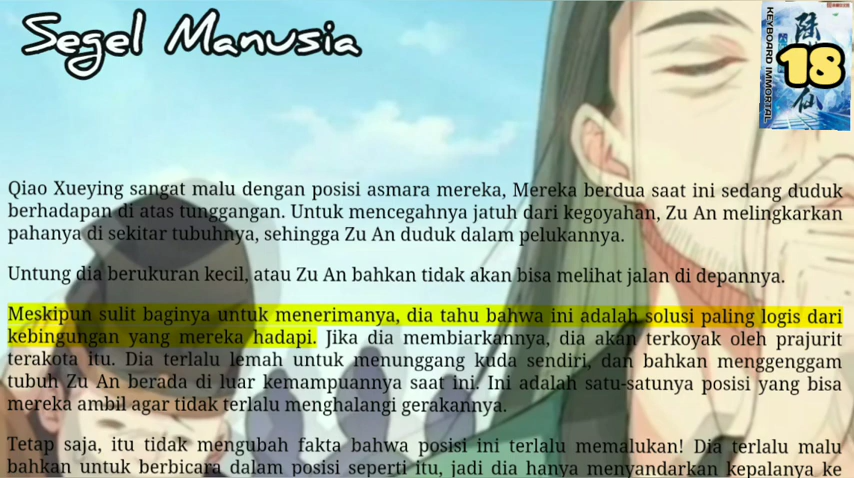 Segel Manusia
陆
仙
KEYBOARD IMMORTAL
18
Qiao Xueying sangat malu dengan posisi asmara mereka, Mereka berdua saat ini sedang duduk
berhadapan di atas tunggangan. Untuk mencegahnya jatuh dari kegoyahan, Zu An melingkarkan
pahanya di sekitar tubuhnya, sehingga Zu An duduk dalam pelukannya.
Untung dia berukuran kecil, atau Zu An bahkan tidak akan bisa melihat jalan di depannya.
Meskipun sulit baginya untuk menerimanya, dia tahu bahwa ini adalah solusi paling logis dari
kebingungan yang mereka hadapi. Jika dia membiarkannya, dia akan terkoyak oleh prajurit
terakota itu. Dia terlalu lemah untuk menunggang kuda sendiri, dan bahkan menggenggam
tubuh Zu An berada di luar kemampuannya saat ini. Ini adalah satu-satunya posisi yang bisa
mereka ambil agar tidak terlalu menghalangi gerakannya.
Tetap saja, itu tidak mengubah fakta bahwa posisi ini terlalu memalukan! Dia terlalu malu
bahkan untuk berbicara dalam posisi seperti itu, jadi dia hanya menyandarkan kepalanya ke